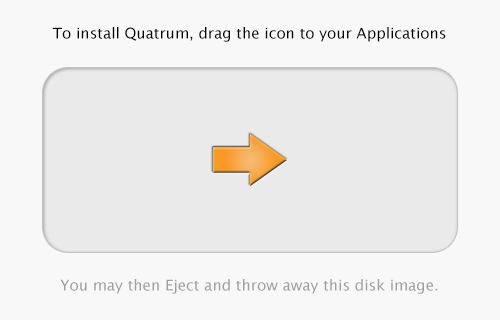 To install Quatrum, drag the icon to your Applications
You may then Eject and throw away this disk image.